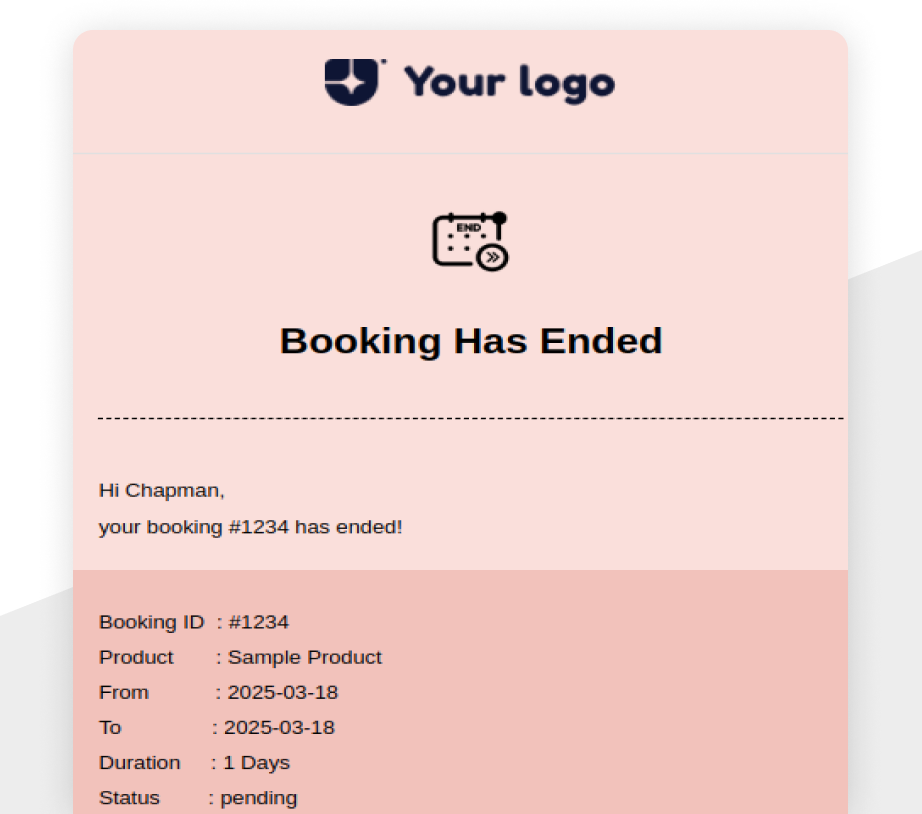 Your logo
END
Booking Has Ended
Hi Chapman,
your booking #1234 has ended!
Booking ID : #1234
Product : Sample Product
From : 2025-03-18
To : 2025-03-18
Duration : 1 Days
Status : pending